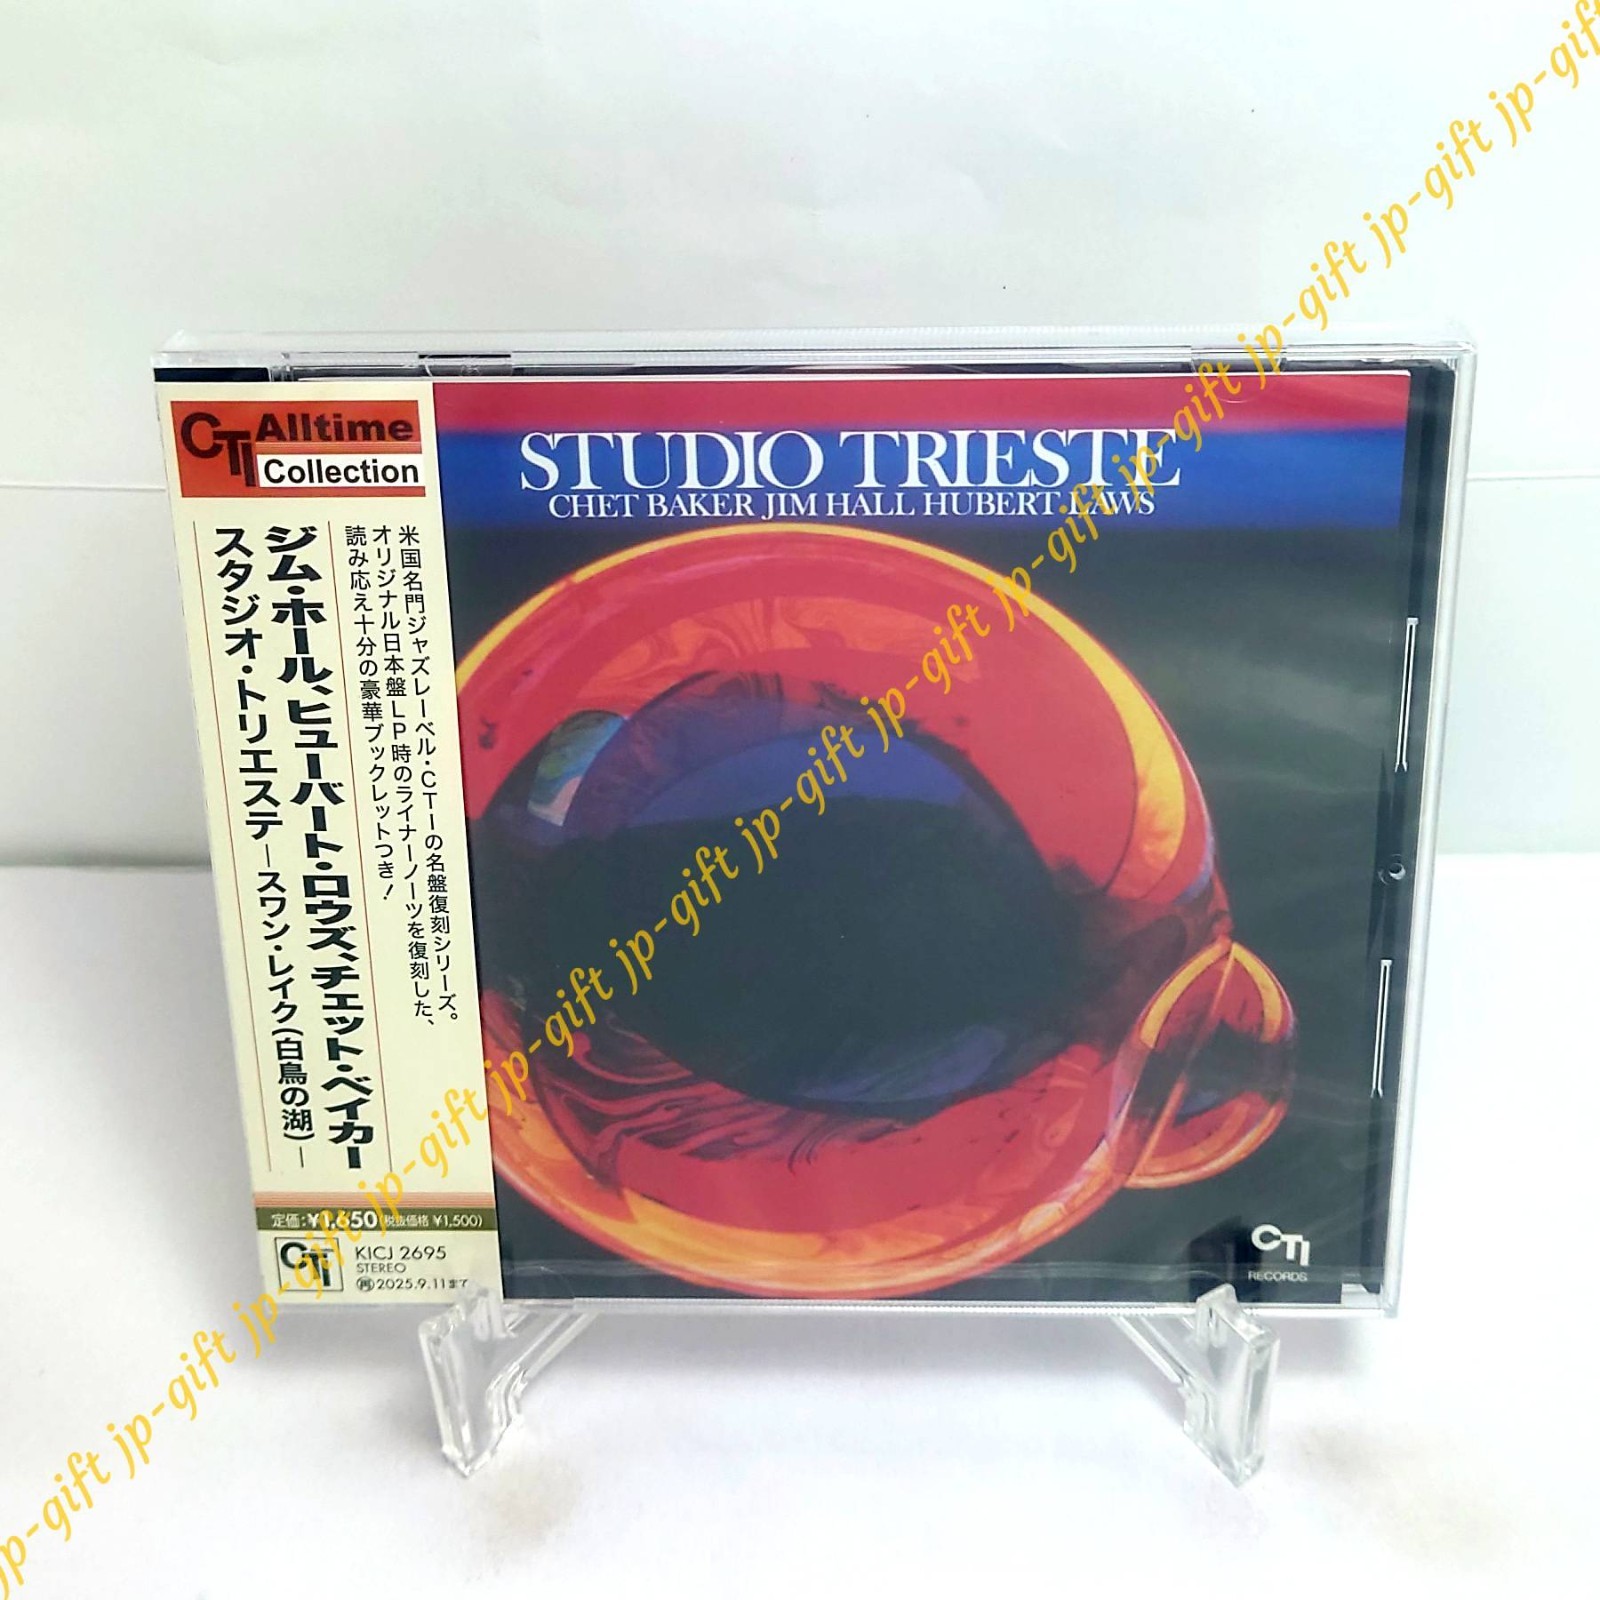 CTI Alltime
Collection
米国名門ジャズレーベル・CTIの名盤復刻シリーズ。
オリジナル日本盤LP時のライナーノーツを復刻した、
読み応え十分の豪華ブックレットつき!
ジム・ホール、ヒューバート・ロウズ、チェット・ベイカー
スタジオ・トリエステ―スワン・レイク(白鳥の湖)―
定価:¥1,650(税抜価格 ¥1,500)
CTI
KICJ 2695
STEREO
再2025.9.11まで
STUDIO TRIESTE
CHET BAKER JIM HALL HUBERT LAWS
CTI
RECORDS
jp-gift jp-gift jp-gift jp-gift jp-gift jp-gift jp-gift jp-gift jp-gift jp-gift jp-gift jp-gift jp-gift